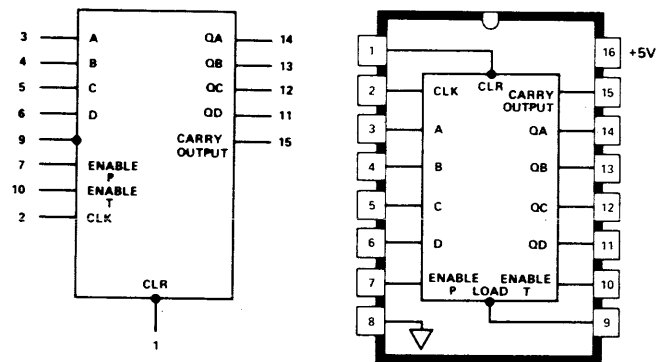 3 A QA 14
4 B QB 13
5 C QC 12
6 D QD 11
9 CARRY
OUTPUT 15
7 ENABLE
P
10 ENABLE
T
2 CLK
CLR
1
1 16 +5V
CLR
2 CLK CARRY
OUTPUT 15
3 A QA 14
4 B QB 13
5 C QC 12
6 D QD 11
7 ENABLE ENABLE 10
P LOAD T
8 9